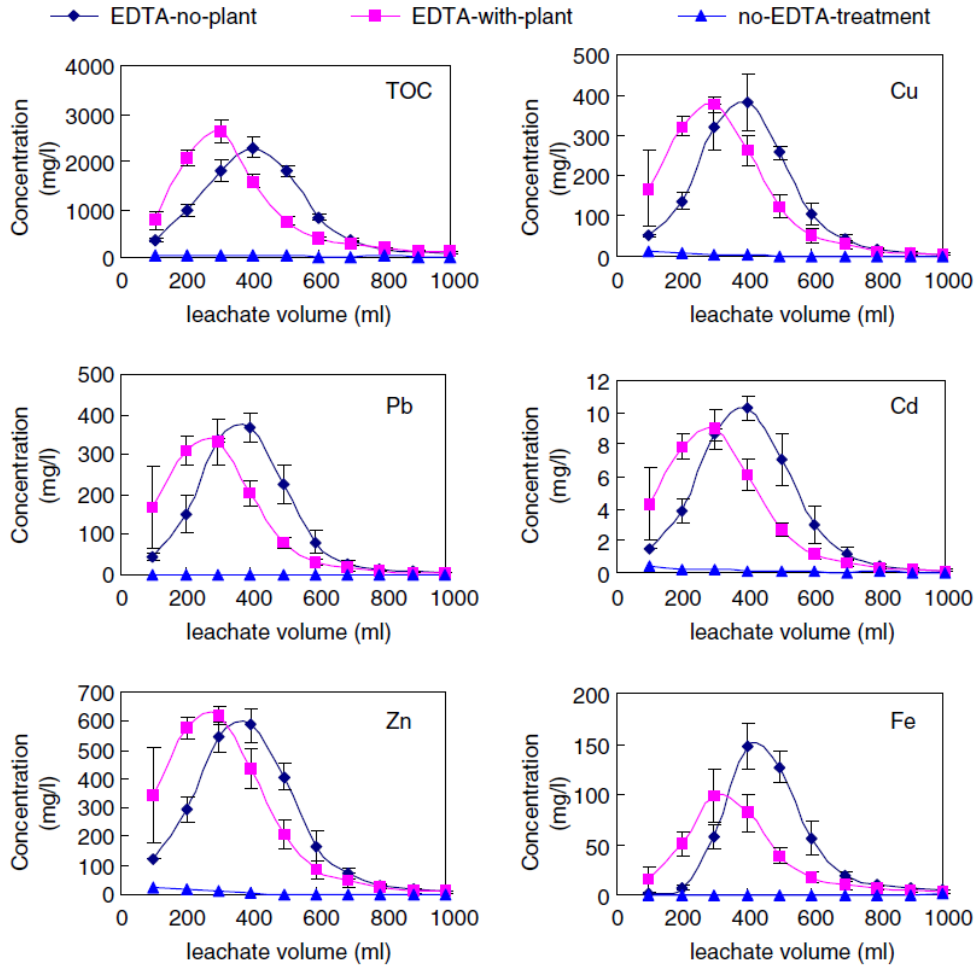 EDTA-no-plant EDTA-with-plant no-EDTA-treatment
TOC
Concentration
(mg/l)
4000
3000
2000
1000
0
0 200 400 600 800 1000
leachate volume (ml)
Cu
Concentration
(mg/l)
500
400
300
200
100
0
0 200 400 600 800 1000
leachate volume (ml)
Pb
Concentration
(mg/l)
500
400
300
200
100
0
0 200 400 600 800 1000
leachate volume (ml)
Cd
Concentration
(mg/l)
12
10
8
6
4
2
0
0 200 400 600 800 1000
leachate volume (ml)
Zn
Concentration
(mg/l)
700
600
500
400
300
200
100
0
0 200 400 600 800 1000
leachate volume (ml)
Fe
Concentration
(mg/l)
200
150
100
50
0
0 200 400 600 800 1000
leachate volume (ml)